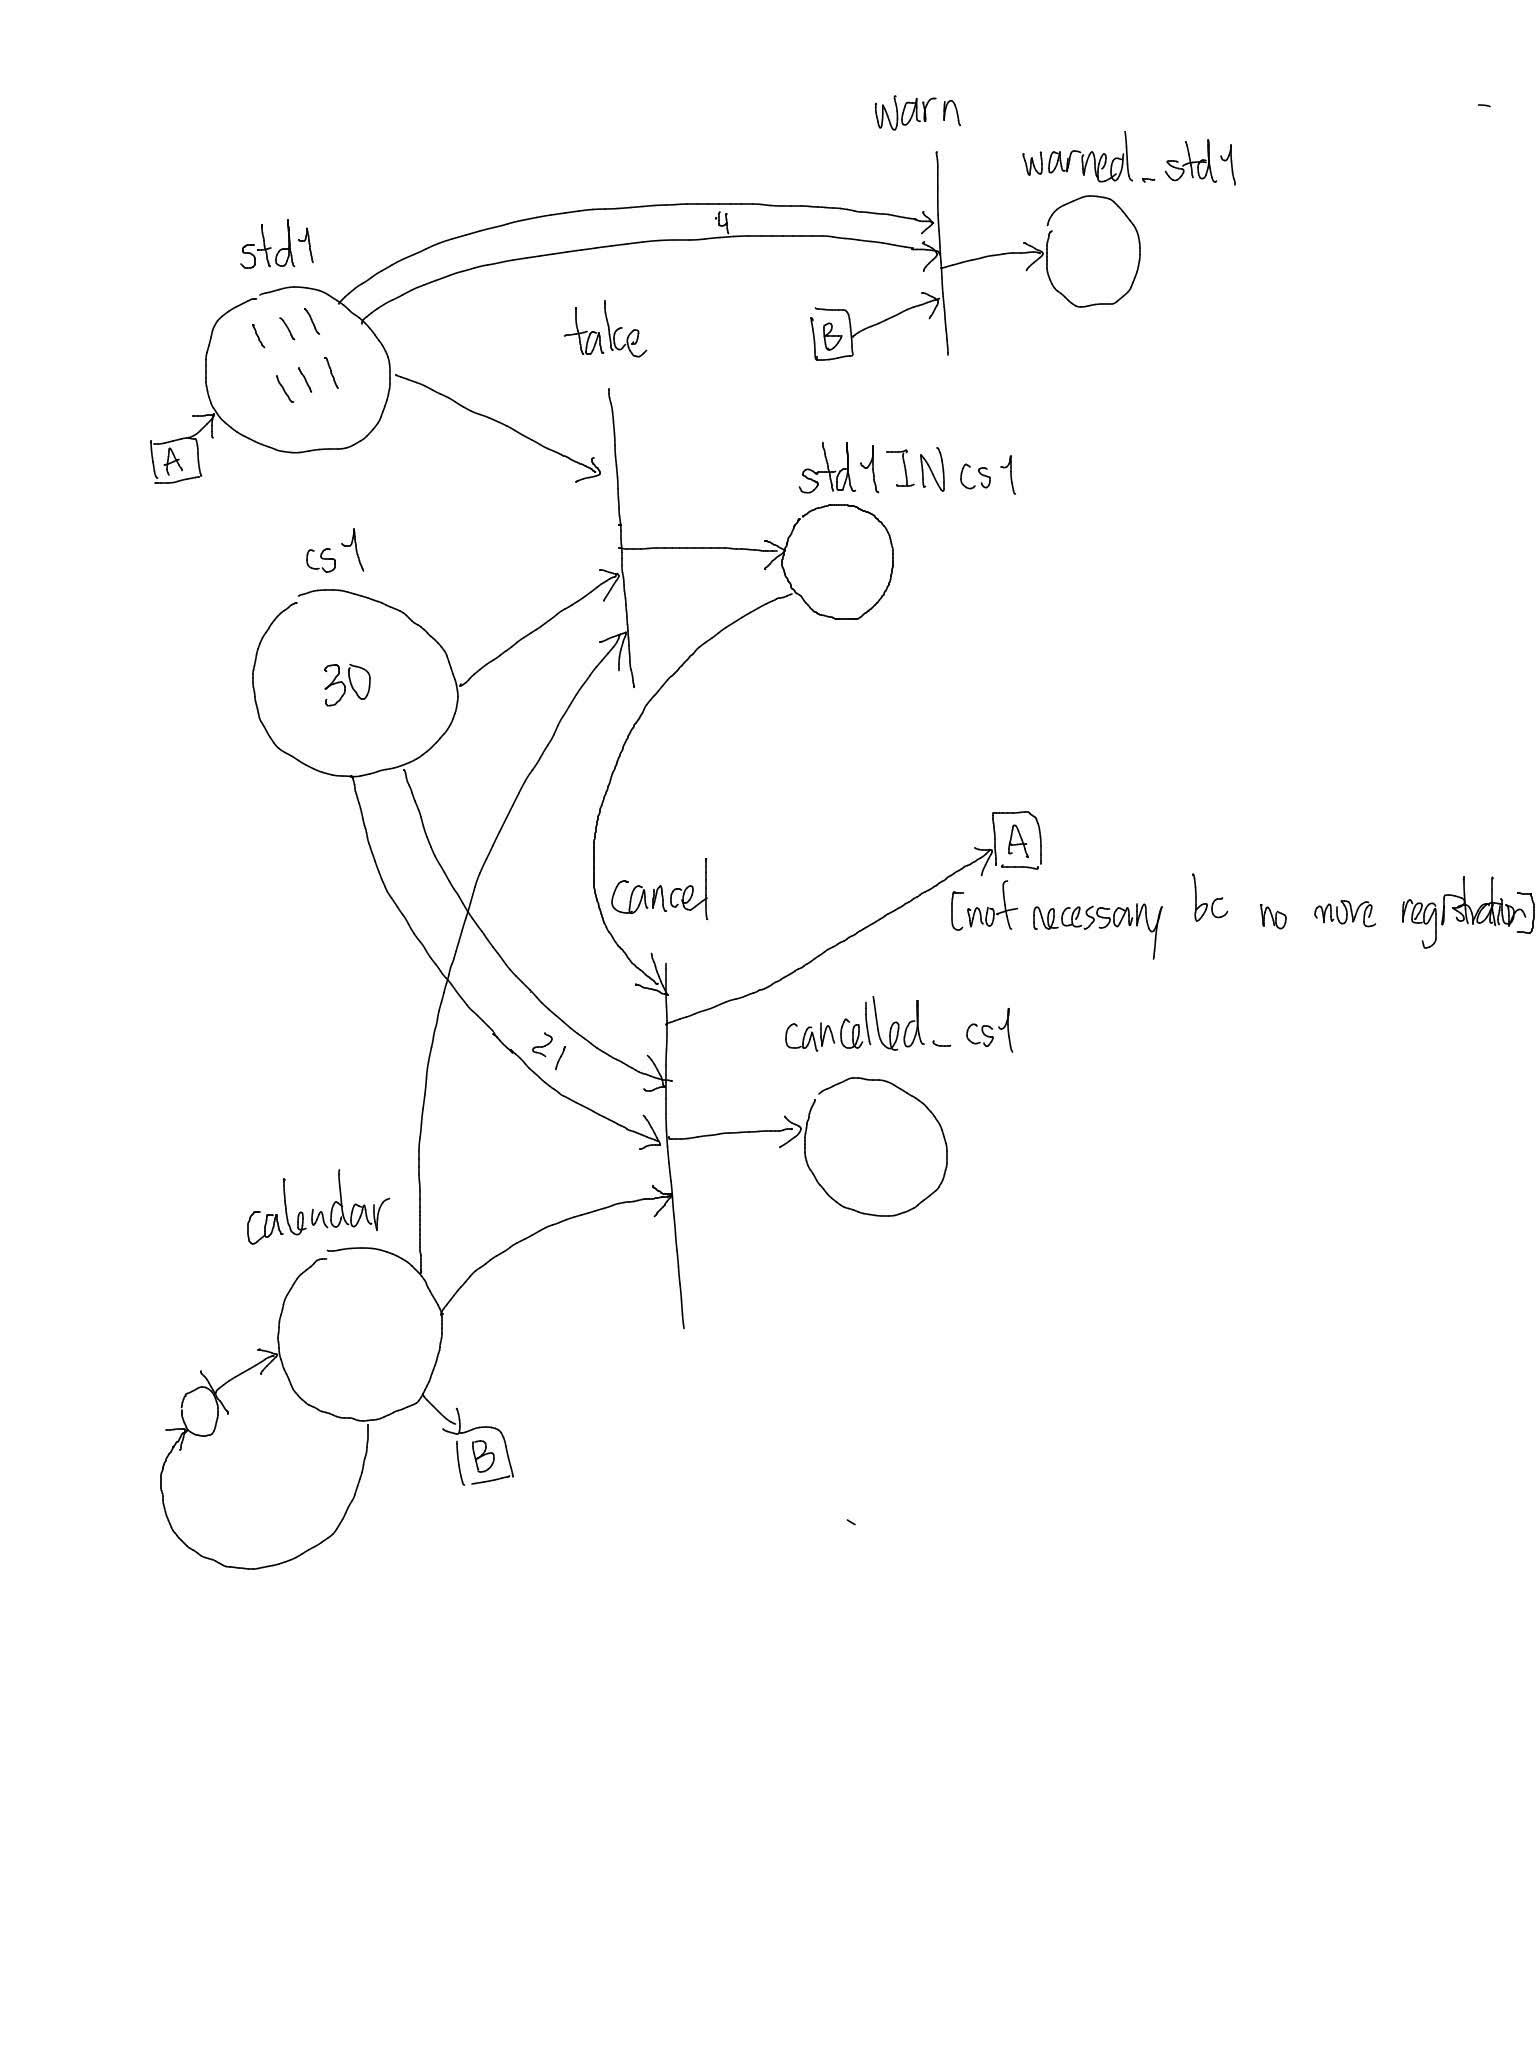 warn
warned_std1
4
std1
B
take
A
std1 IN cs1
cs1
30
A
cancel
[not necessary bc no more registration]
cancelled_cs1
21
calendar
B